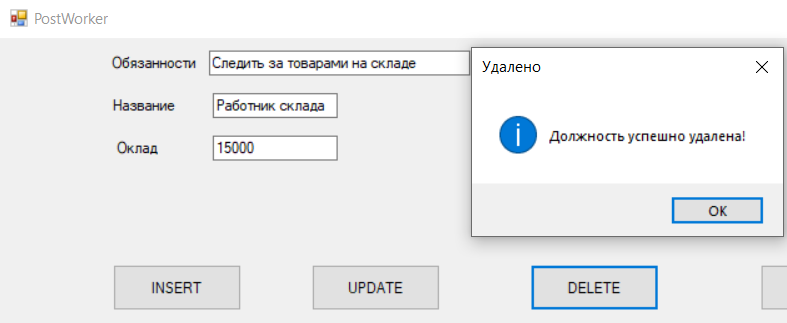 PostWorker
Обязанности Следить за товарами на складе
Удалено
Название Работник склада
Должность успешно удалена!
Оклад 15000
OK
INSERT UPDATE DELETE